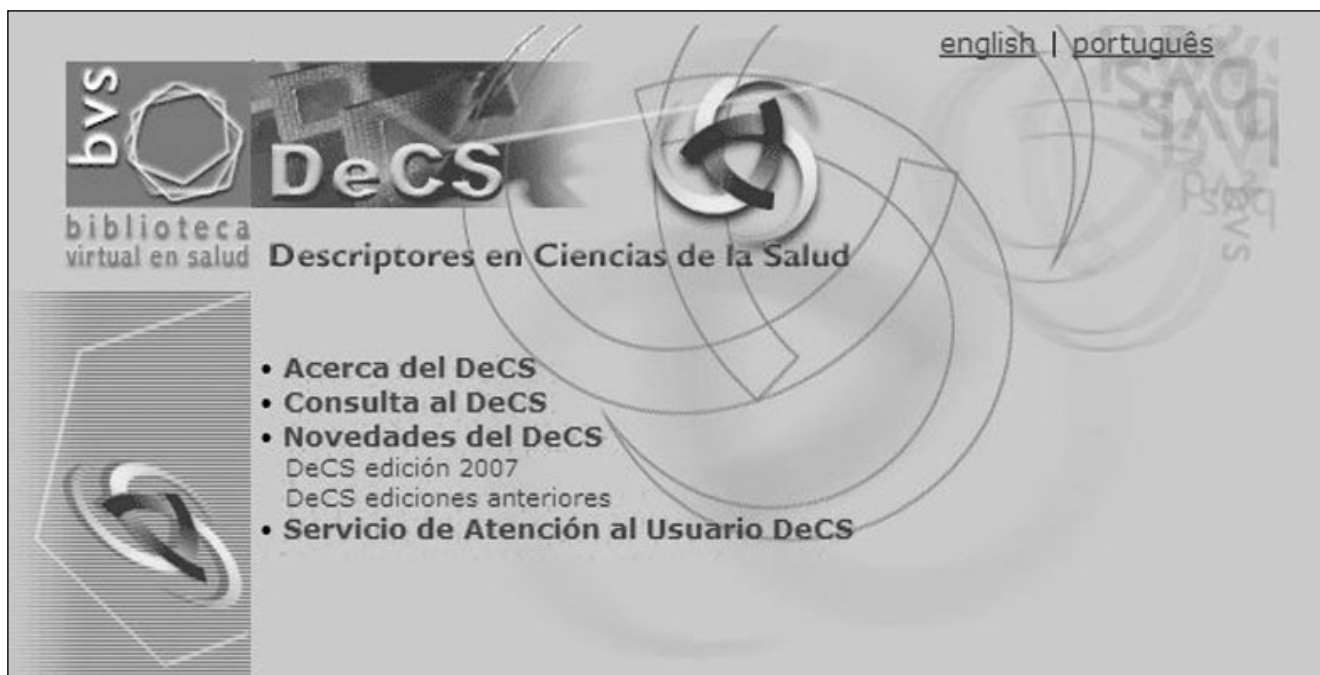 english | português
bvs
DeCS
biblioteca
virtual en salud
Descriptores en Ciencias de la Salud
• Acerca del DeCS
• Consulta al DeCS
• Novedades del DeCS
DeCS edición 2007
DeCS ediciones anteriores
• Servicio de Atención al Usuario DeCS